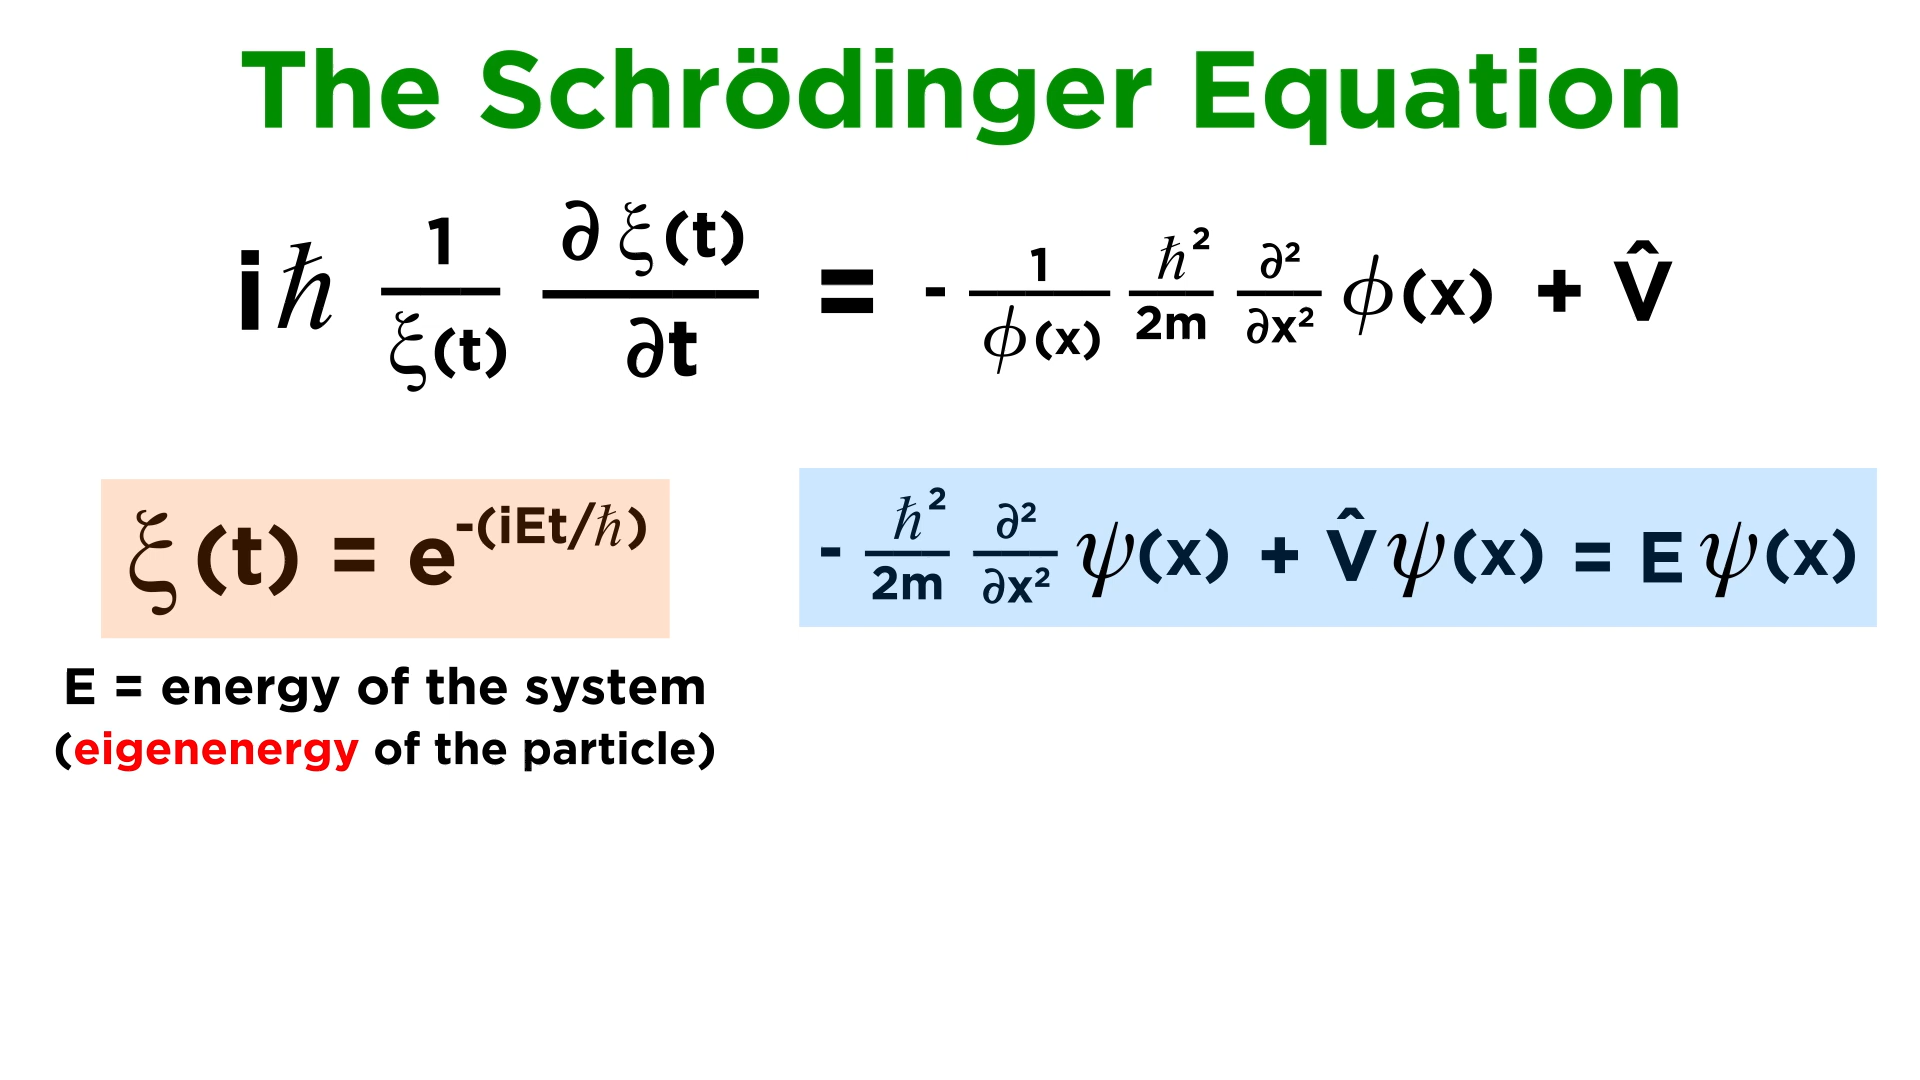 The Schrödinger Equation
iℏ 1/ξ(t) ∂ξ(t)/∂t = - 1/ϕ(x) ℏ²/2m ∂²/∂x² ϕ(x) + V̂
ξ(t) = e^-(iEt/ℏ)
- ℏ²/2m ∂²/∂x² ψ(x) + V̂ψ(x) = Eψ(x)
E = energy of the system
(eigenenergy of the particle)